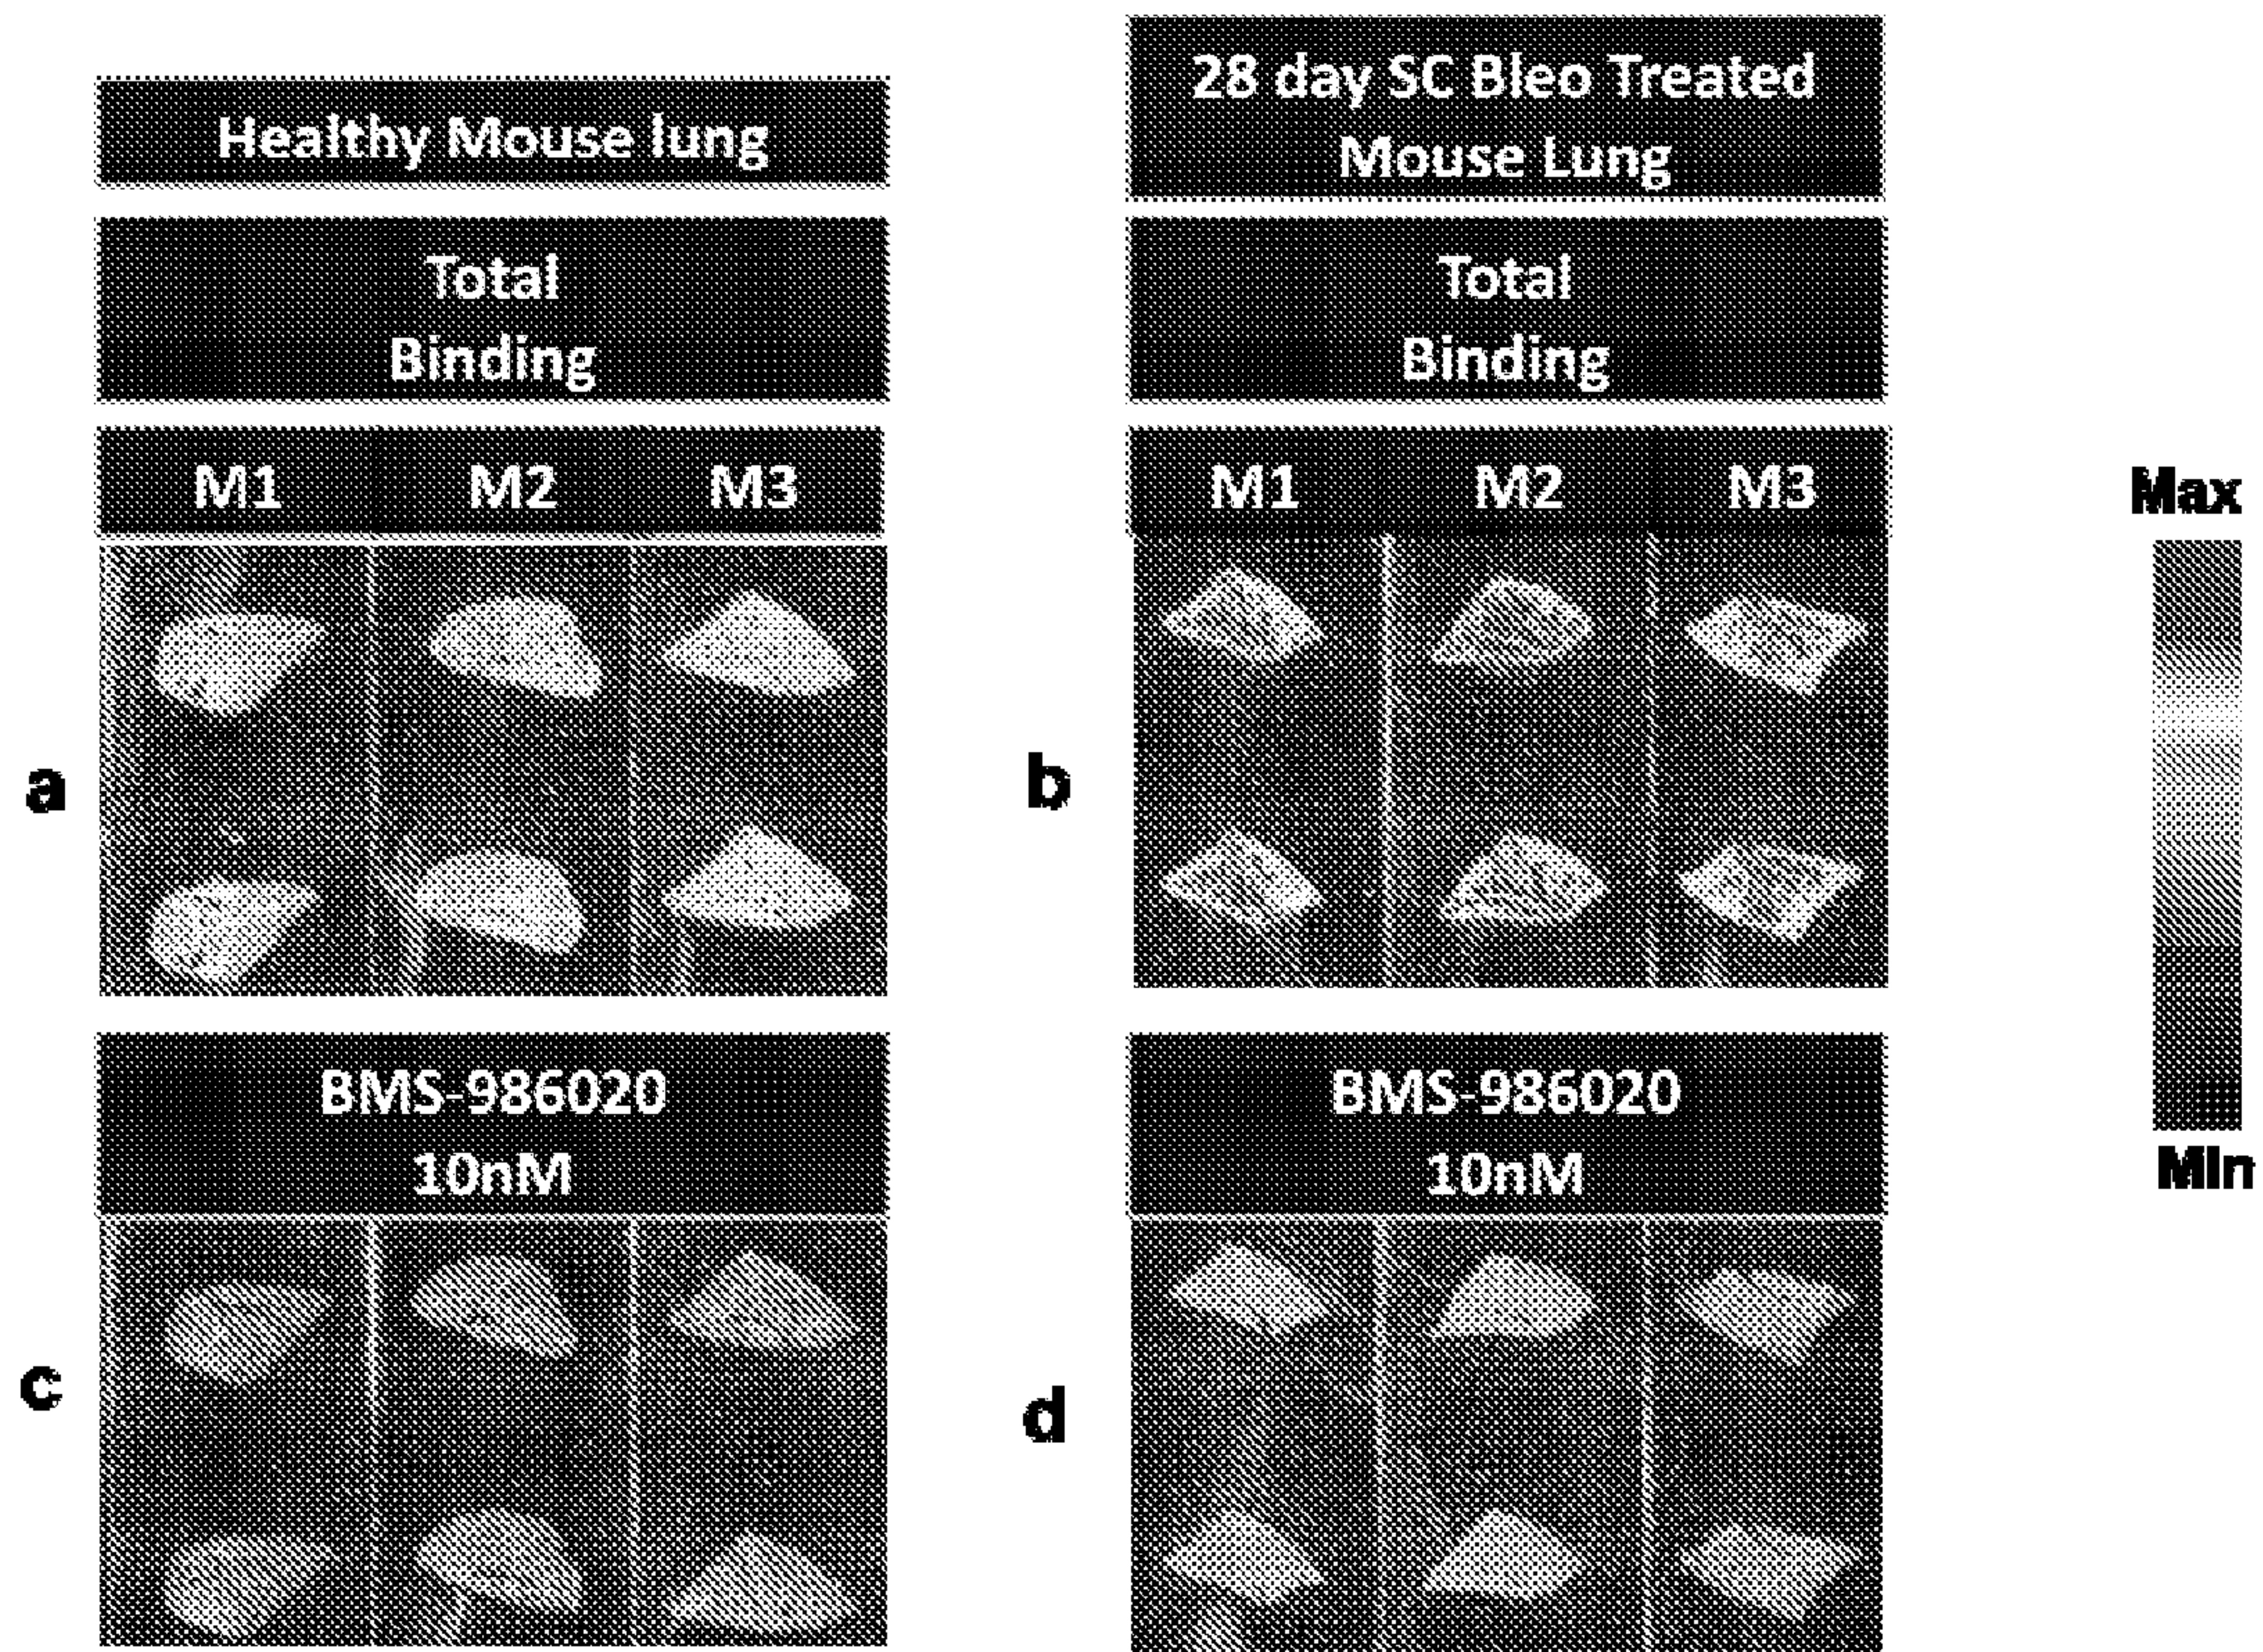 Healthy Mouse lung
Total
Binding
M1 M2 M3
a
BMS-986020
10nM
c
28 day SC Bleo Treated
Mouse Lung
Total
Binding
M1 M2 M3
b
BMS-986020
10nM
d
Max
Min